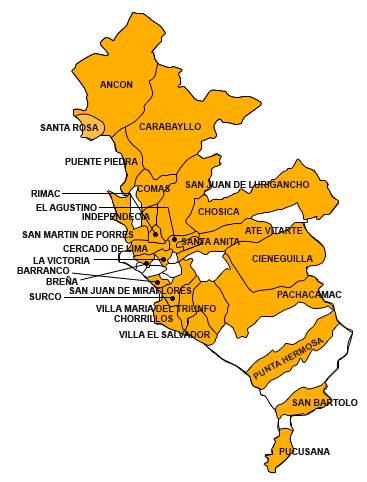 ANCON
SANTA ROSA
CARABAYLLO
PUENTE PIEDRA
COMAS
SAN JUAN DE LURIGANCHO
RIMAC
EL AGUSTINO
INDEPENDECIA
CHOSICA
SAN MARTIN DE PORRES
ATE VITARTE
SANTA ANITA
CERCADO DE LIMA
LA VICTORIA
CIENEGUILLA
BARRANCO
BREÑA
SAN JUAN DE MIRAFLORES
SURCO
PACHACAMAC
VILLA MARIA DEL TRIUNFO
CHORRILLOS
VILLA EL SALVADOR
PUNTA HERMOSA
SAN BARTOLO
PUCUSANA